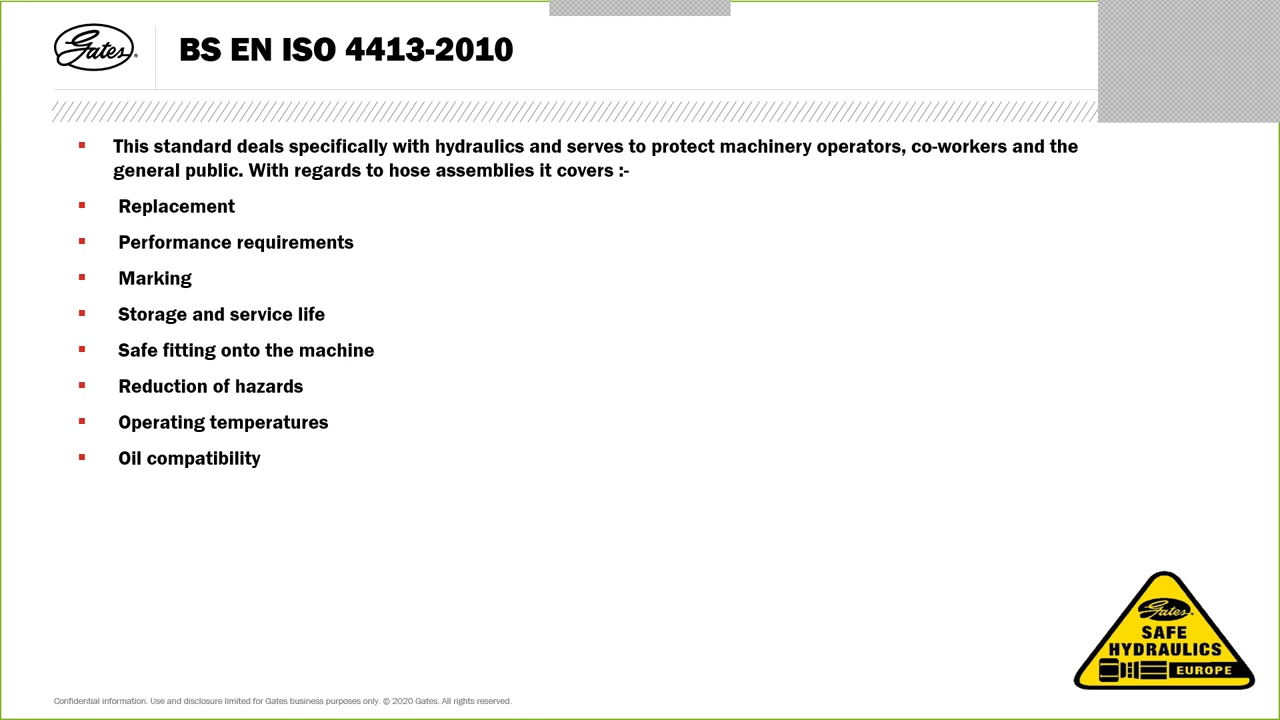 Gates
BS EN ISO 4413-2010
This standard deals specifically with hydraulics and serves to protect machinery operators, co-workers and the
general public. With regards to hose assemblies it covers :-
Replacement
Performance requirements
Marking
Storage and service life
Safe fitting onto the machine
Reduction of hazards
Operating temperatures
Oil compatibility
Gates
SAFE
HYDRAULICS
EUROPE
Confidential information. Use and disclosure limited for Gates business purposes only. © 2020 Gates. All rights reserved.